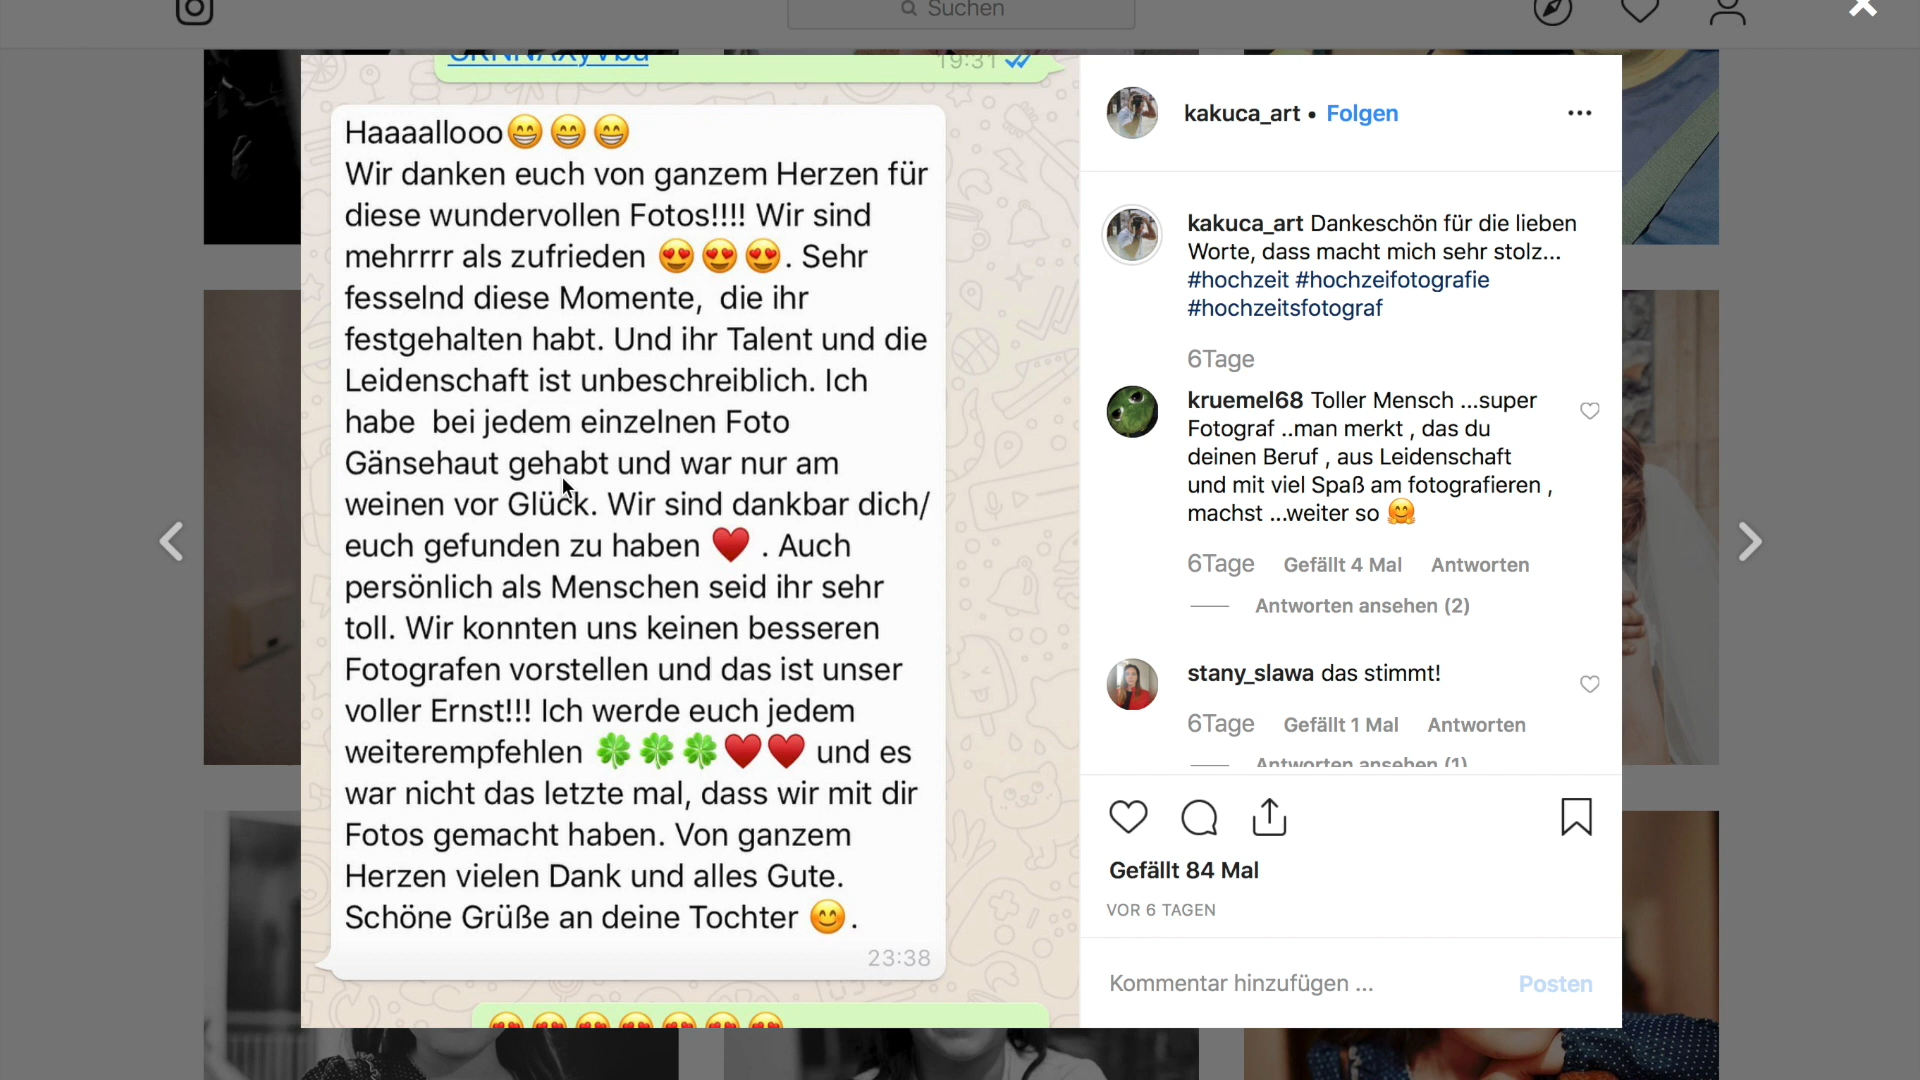 Suchen
19:31
Haaaallooo😁😁😁
Wir danken euch von ganzem Herzen für
diese wundervollen Fotos!!!! Wir sind
mehrrrr als zufrieden 😍😍😍. Sehr
fesselnd diese Momente,  die ihr
festgehalten habt. Und ihr Talent und die
Leidenschaft ist unbeschreiblich. Ich
habe  bei jedem einzelnen Foto
Gänsehaut gehabt und war nur am
weinen vor Glück. Wir sind dankbar dich/
euch gefunden zu haben ❤️ . Auch
persönlich als Menschen seid ihr sehr
toll. Wir konnten uns keinen besseren
Fotografen vorstellen und das ist unser
voller Ernst!!! Ich werde euch jedem
weiterempfehlen 🍀🍀🍀❤️❤️ und es
war nicht das letzte mal, dass wir mit dir
Fotos gemacht haben. Von ganzem
Herzen vielen Dank und alles Gute.
Schöne Grüße an deine Tochter 😊.
23:38
😍😍😍😍😍😍😍
kakuca_art • Folgen
kakuca_art Dankeschön für die lieben
Worte, dass macht mich sehr stolz...
#hochzeit #hochzeifotografie
#hochzeitsfotograf
6Tage
kruemel68 Toller Mensch ...super
Fotograf ..man merkt , das du
deinen Beruf , aus Leidenschaft
und mit viel Spaß am fotografieren ,
machst ...weiter so 🤗
6Tage Gefällt 4 Mal Antworten
Antworten ansehen (2)
stany_slawa das stimmt!
6Tage Gefällt 1 Mal Antworten
Antworten ansehen (1)
Gefällt 84 Mal
VOR 6 TAGEN
Kommentar hinzufügen ... Posten